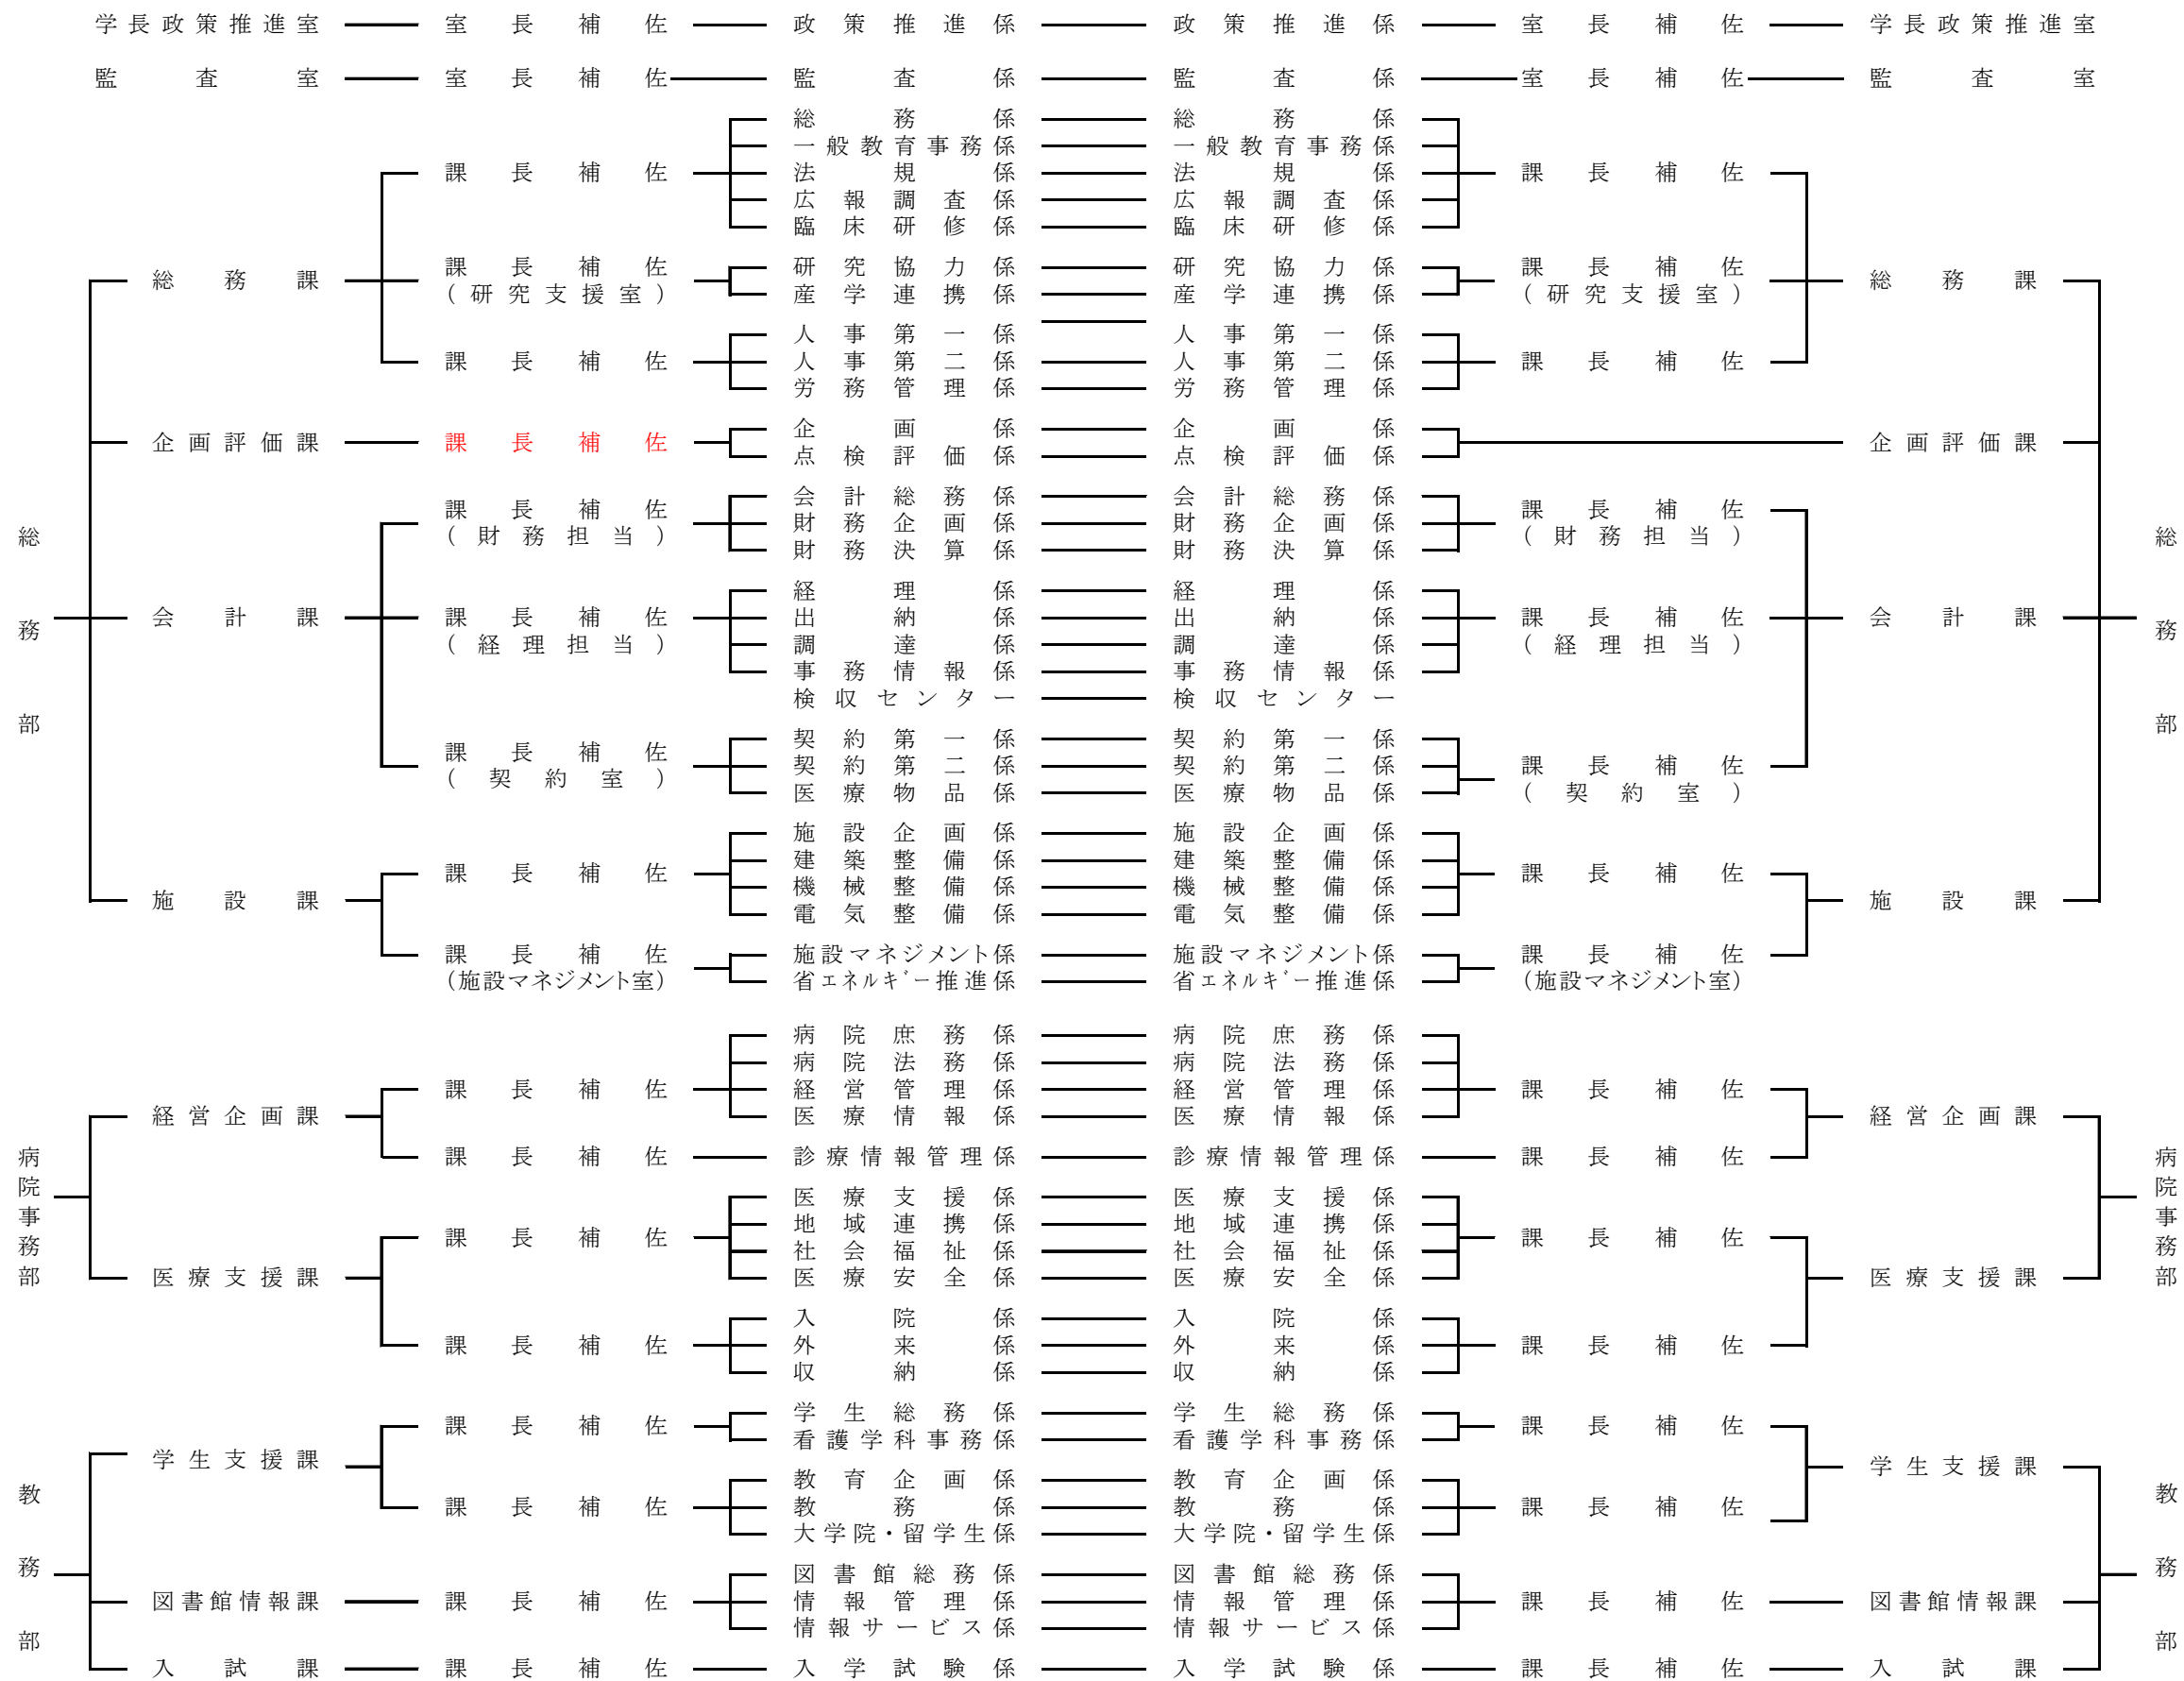 学長政策推進室 室長補佐 政策推進係 政策推進係 室長補佐 学長政策推進室
監査室 室長補佐 監査係 監査係 室長補佐 監査室
総務係 総務係
一般教育事務係 一般教育事務係
課長補佐 法規係 法規係 課長補佐
広報調査係 広報調査係
臨床研修係 臨床研修係
課長補佐 研究協力係 研究協力係 課長補佐
総務課 総務課
(研究支援室) 産学連携係 産学連携係 (研究支援室)
人事第一係 人事第一係
課長補佐 人事第二係 人事第二係 課長補佐
労務管理係 労務管理係
企画係 企画係
企画評価課 課長補佐 企画評価課
点検評価係 点検評価係
会計総務係 会計総務係
課長補佐 課長補佐
財務企画係 財務企画係
(財務担当) (財務担当)
財務決算係 財務決算係
経理係 経理係
総務部 会計課 課長補佐 出納係 出納係 課長補佐 会計課 総務部
(経理担当) 調達係 調達係 (経理担当)
事務情報係 事務情報係
検収センター 検収センター
契約第一係 契約第一係
課長補佐 契約第二係 契約第二係 課長補佐
(契約室) 医療物品係 医療物品係 (契約室)
施設企画係 施設企画係
建築整備係 建築整備係
課長補佐 課長補佐
機械整備係 機械整備係
施設課 施設課
電気整備係 電気整備係
課長補佐 施設マネジメント係 施設マネジメント係 課長補佐
(施設マネジメント室) 省エネルギー推進係 省エネルギー推進係 (施設マネジメント室)
病院庶務係 病院庶務係
病院法務係 病院法務係
課長補佐 経営管理係 経営管理係 課長補佐
経営企画課 医療情報係 医療情報係 経営企画課
課長補佐 診療情報管理係 診療情報管理係 課長補佐
病院事務部 医療支援係 医療支援係 病院事務部
地域連携係 地域連携係
課長補佐 課長補佐
社会福祉係 社会福祉係
医療支援課 医療安全係 医療安全係 医療支援課
入院係 入院係
課長補佐 外来係 外来係 課長補佐
収納係 収納係
学生総務係 学生総務係
課長補佐 課長補佐
看護学科事務係 看護学科事務係
学生支援課 学生支援課
教育企画係 教育企画係
課長補佐 教務係 教務係 課長補佐
大学院・留学生係 大学院・留学生係
教務部 図書館総務係 図書館総務係 教務部
図書館情報課 課長補佐 情報管理係 情報管理係 課長補佐 図書館情報課
情報サービス係 情報サービス係
入試課 課長補佐 入学試験係 入学試験係 課長補佐 入試課